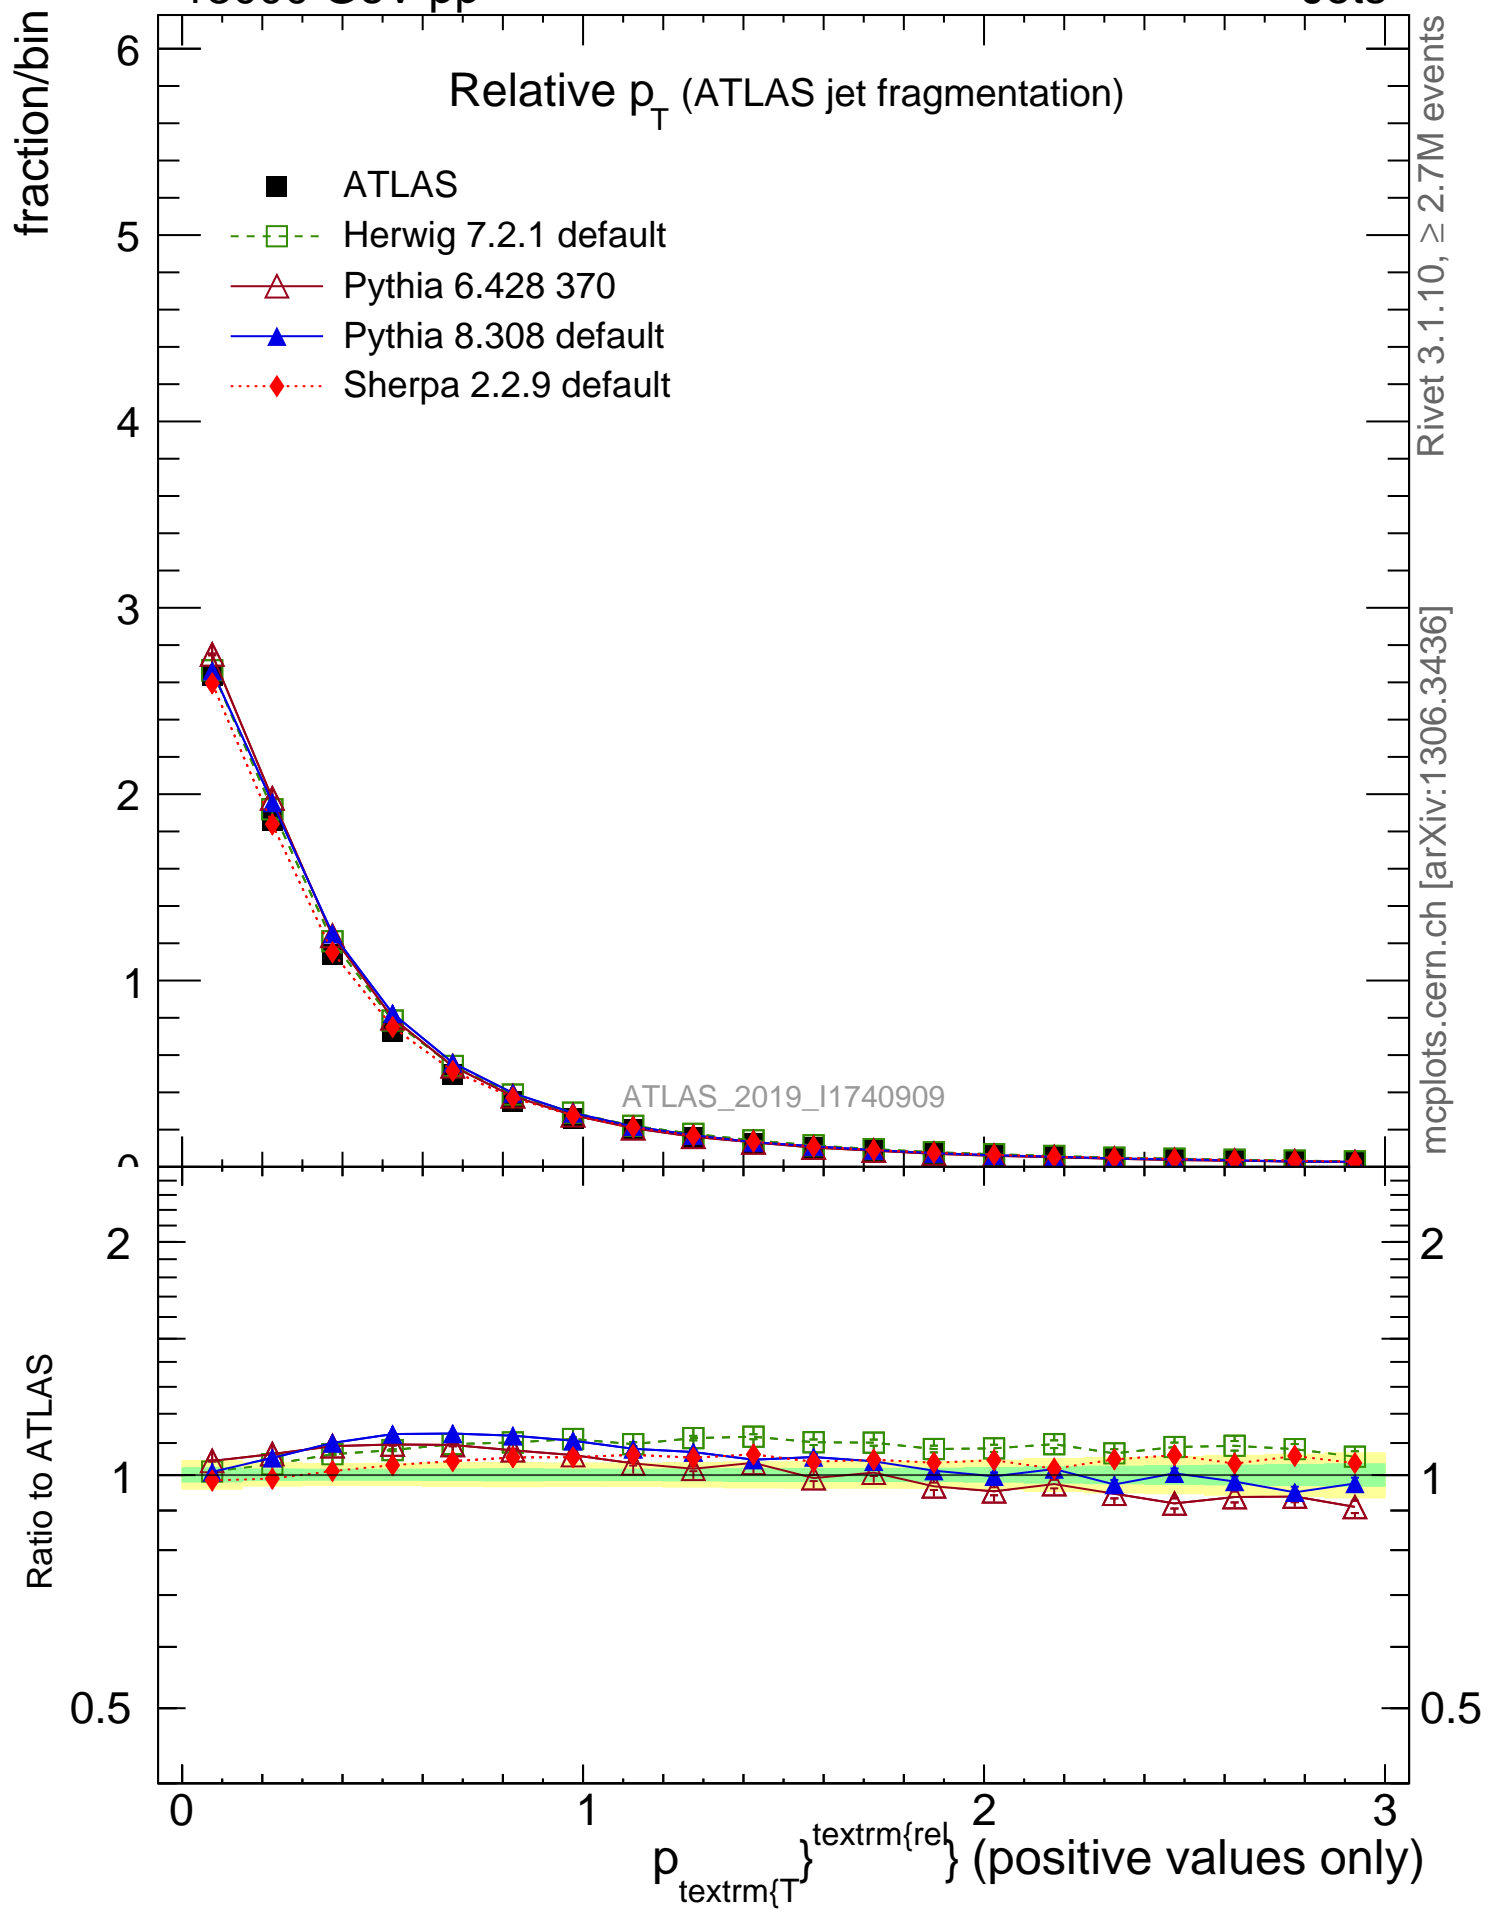 fraction/bin
Relative pT (ATLAS jet fragmentation)
ATLAS
Herwig 7.2.1 default
Pythia 6.428 370
Pythia 8.308 default
Sherpa 2.2.9 default
6
5
4
3
2
1
0
ATLAS_2019_I1740909
Rivet 3.1.10, ≥ 2.7M events
mcplots.cern.ch [arXiv:1306.3436]
Ratio to ATLAS
2
1
0.5
2
1
0.5
0 1 2 3
p_textrm{T}^textrm{rel} (positive values only)